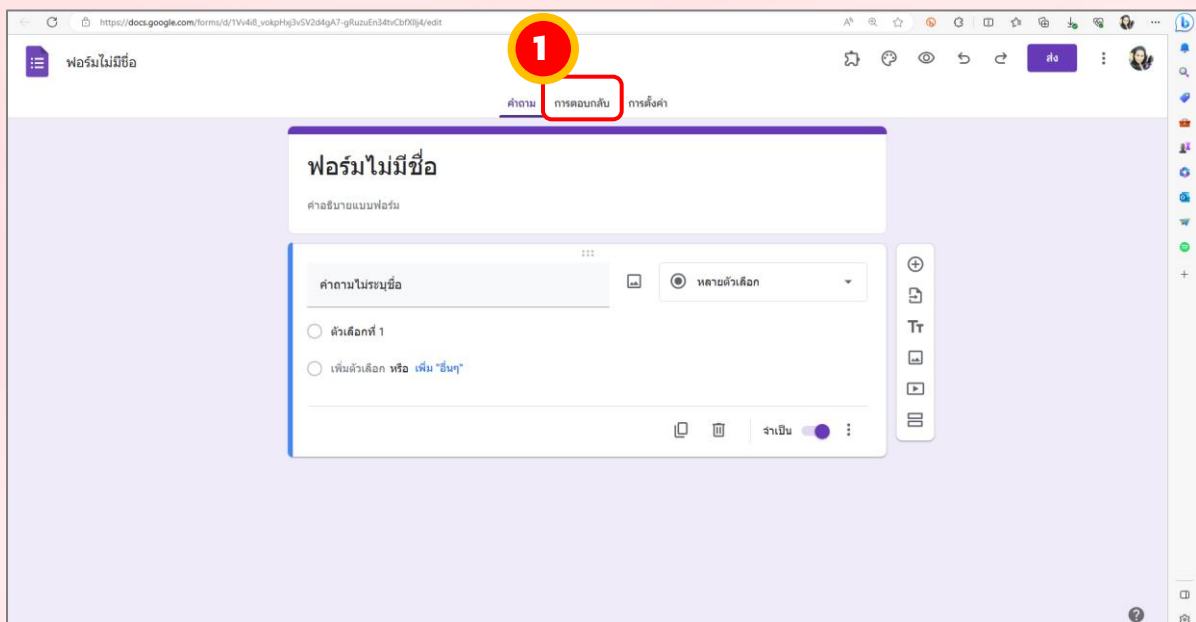 https://docs.google.com/forms/d/1Vv4i8_vokpHxj3vSV2d4gA7-gRuzuEn34tvCbfX0Ij4/edit
ฟอร์มไม่มีชื่อ
1
ส่ง
คำถาม การตอบกลับ การตั้งค่า
ฟอร์มไม่มีชื่อ
คำอธิบายแบบฟอร์ม
คำถามไม่ระบุชื่อ
หลายตัวเลือก
ตัวเลือกที่ 1
เพิ่มตัวเลือก หรือ เพิ่ม "อื่นๆ"
จำเป็น